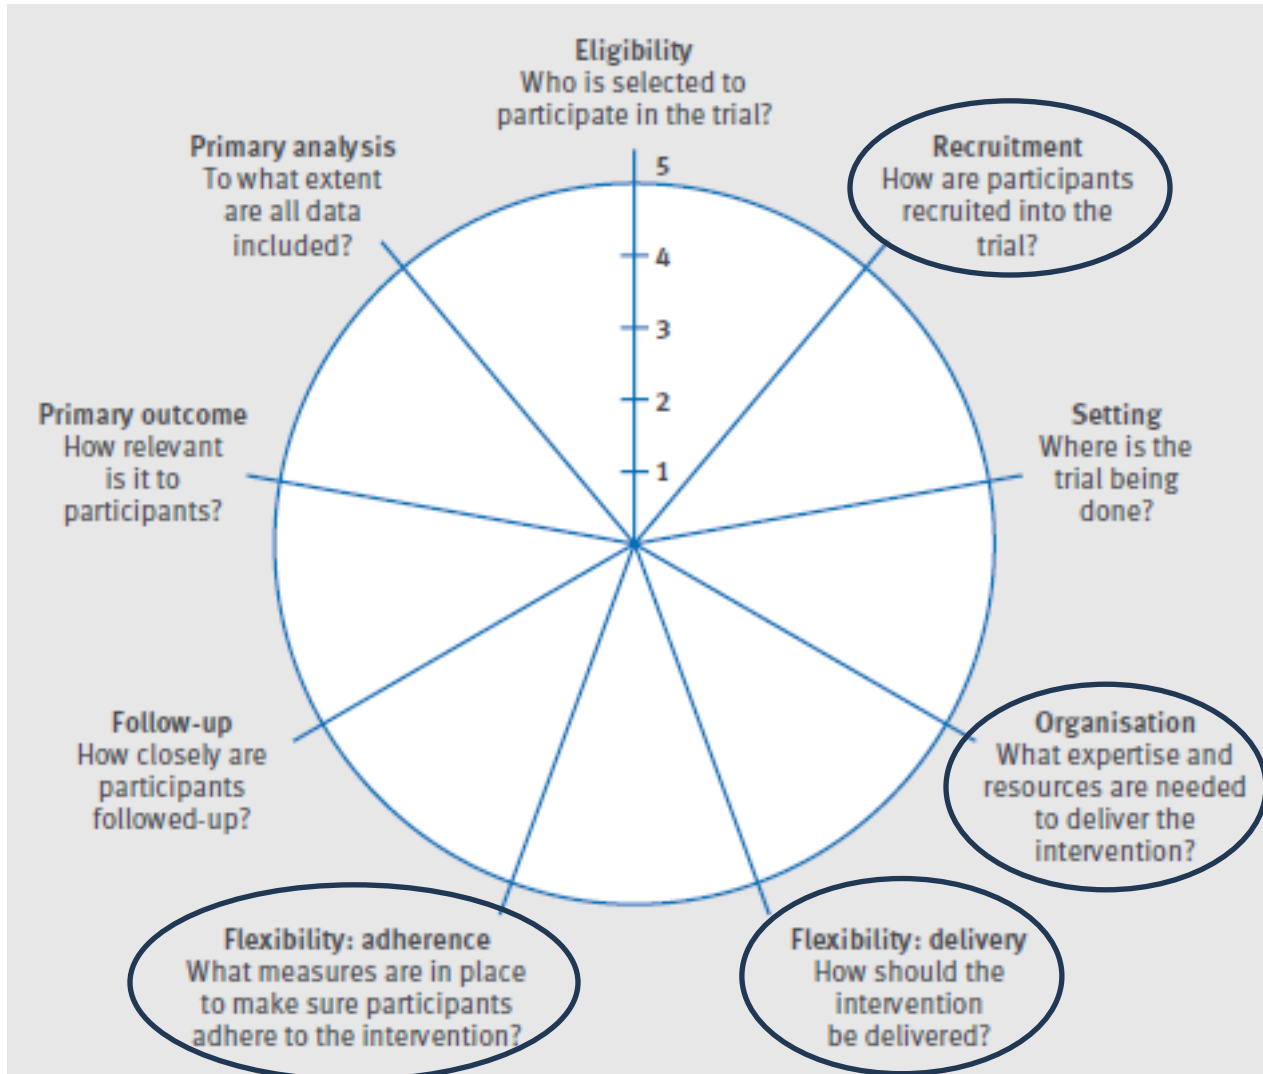 Eligibility
Who is selected to
participate in the trial?
Recruitment
How are participants
recruited into the
trial?
Setting
Where is the
trial being
done?
Organisation
What expertise and
resources are needed
to deliver the
intervention?
Flexibility: delivery
How should the
intervention
be delivered?
Flexibility: adherence
What measures are in place
to make sure participants
adhere to the intervention?
Follow-up
How closely are
participants
followed-up?
Primary outcome
How relevant
is it to
participants?
Primary analysis
To what extent
are all data
included?
5
4
3
2
1